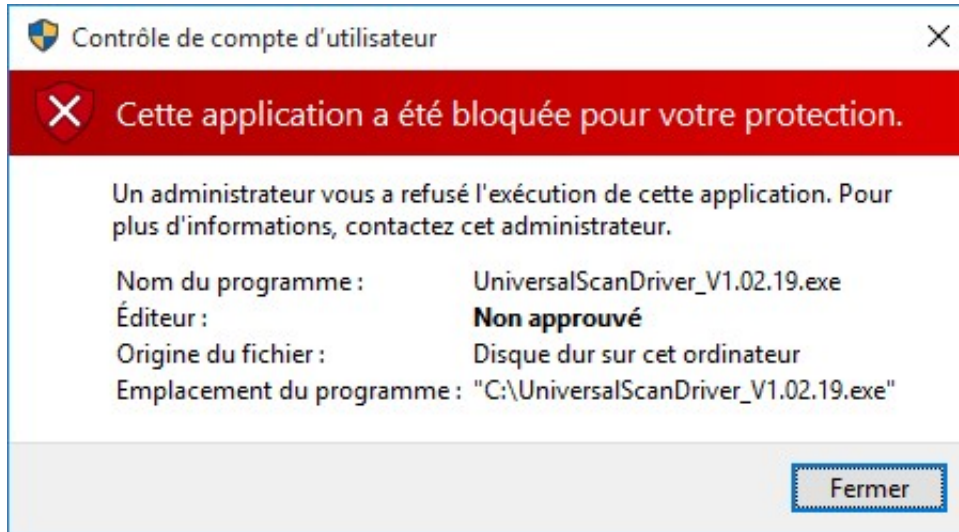 Contrôle de compte d'utilisateur
Cette application a été bloquée pour votre protection.
Un administrateur vous a refusé l'exécution de cette application. Pour
plus d'informations, contactez cet administrateur.
Nom du programme : UniversalScanDriver_V1.02.19.exe
Éditeur : Non approuvé
Origine du fichier : Disque dur sur cet ordinateur
Emplacement du programme : "C:\UniversalScanDriver_V1.02.19.exe"
Fermer